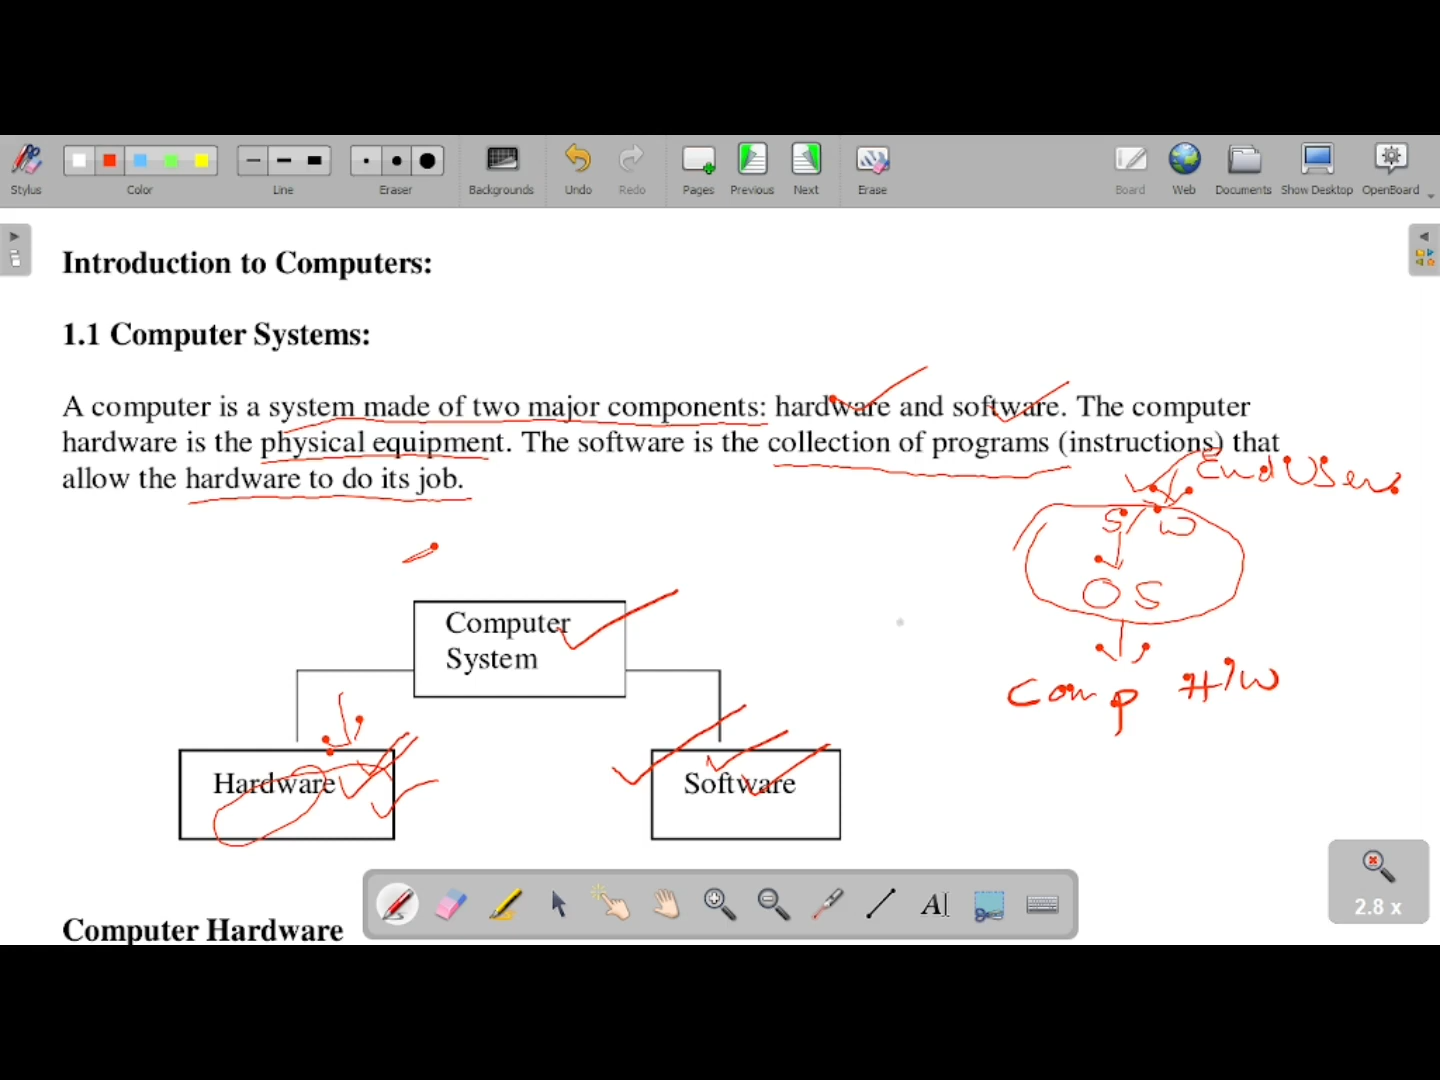 Stylus Color Line Eraser Backgrounds Undo Redo Pages Previous Next Erase Board Web Documents Show Desktop OpenBoard
Introduction to Computers:
1.1 Computer Systems:
A computer is a system made of two major components: hardware and software. The computer
hardware is the physical equipment. The software is the collection of programs (instructions) that
allow the hardware to do its job.
End User
S/W
OS
Comp H/W
Computer
System
Hardware
Software
2.8 x
Computer Hardware